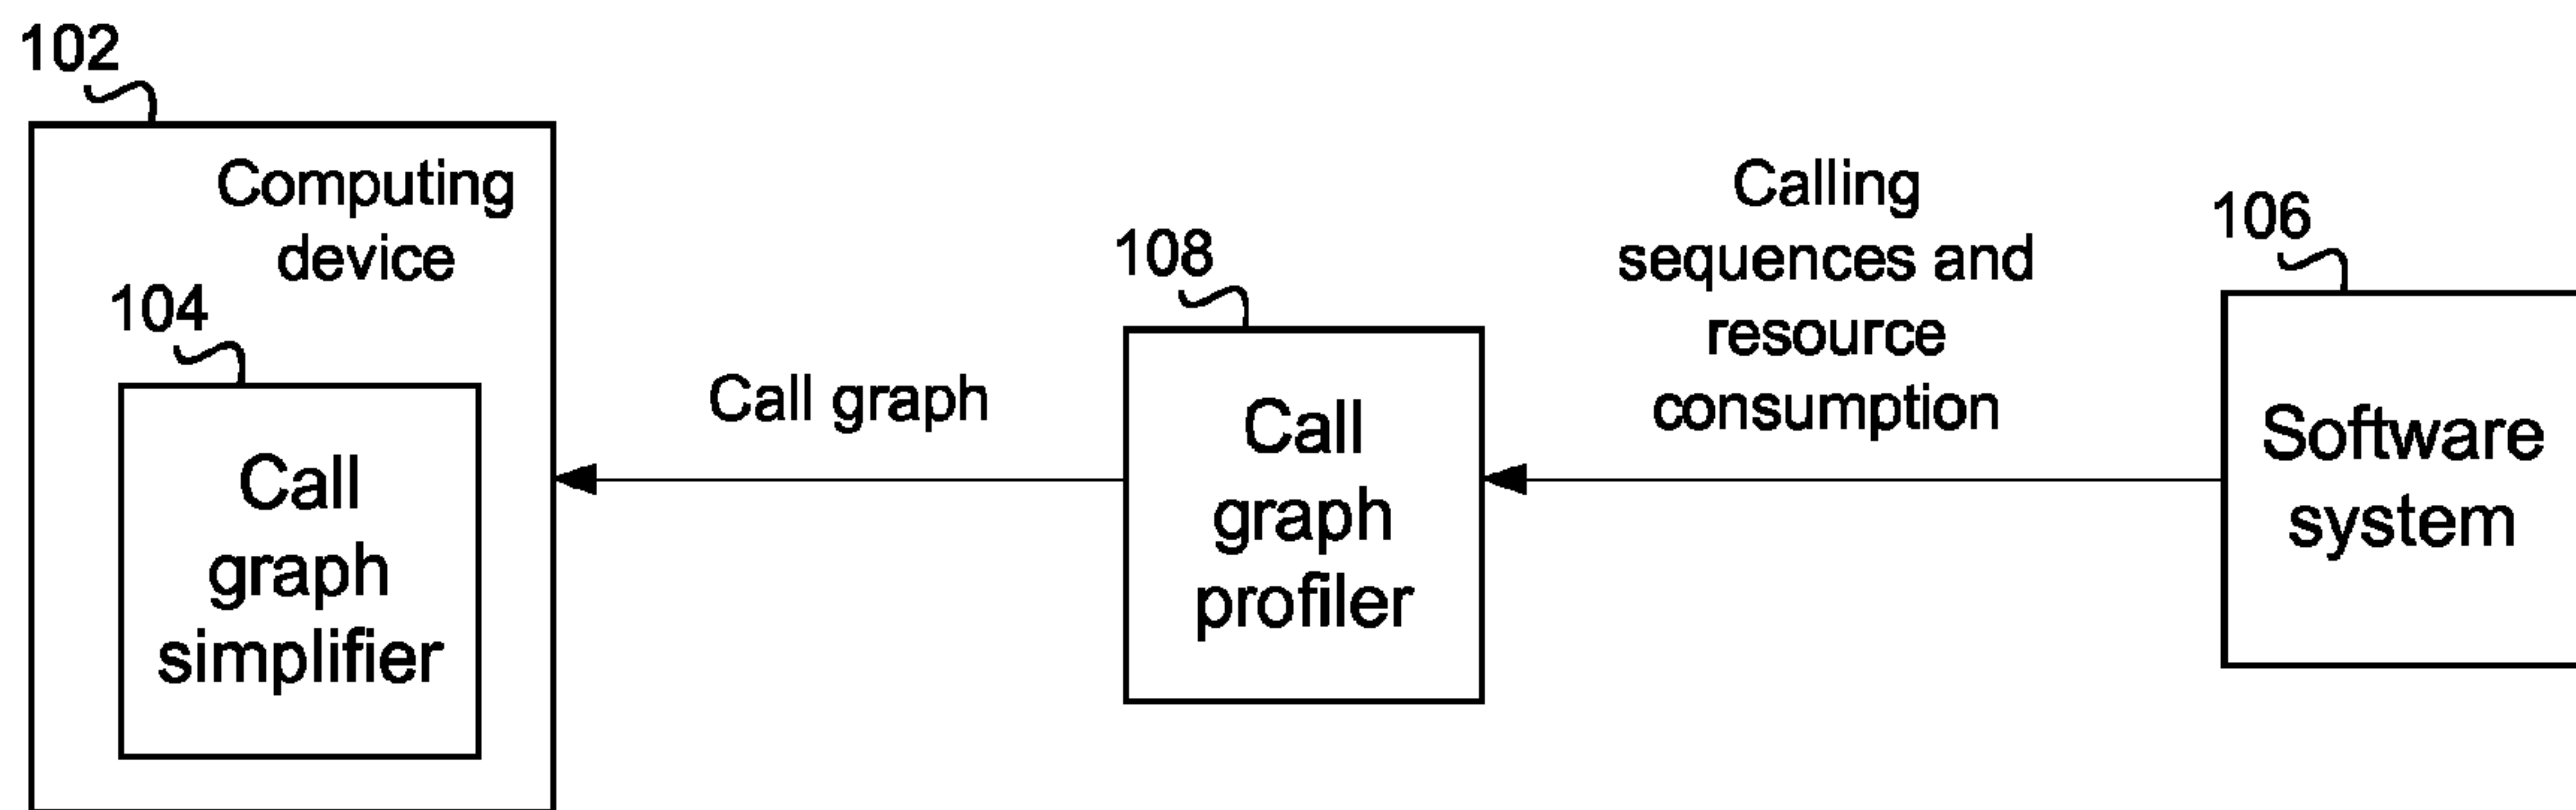 102
Computing
device
104
Call
graph
simplifier
Call graph
108
Call
graph
profiler
Calling
sequences and
resource
consumption
106
Software
system